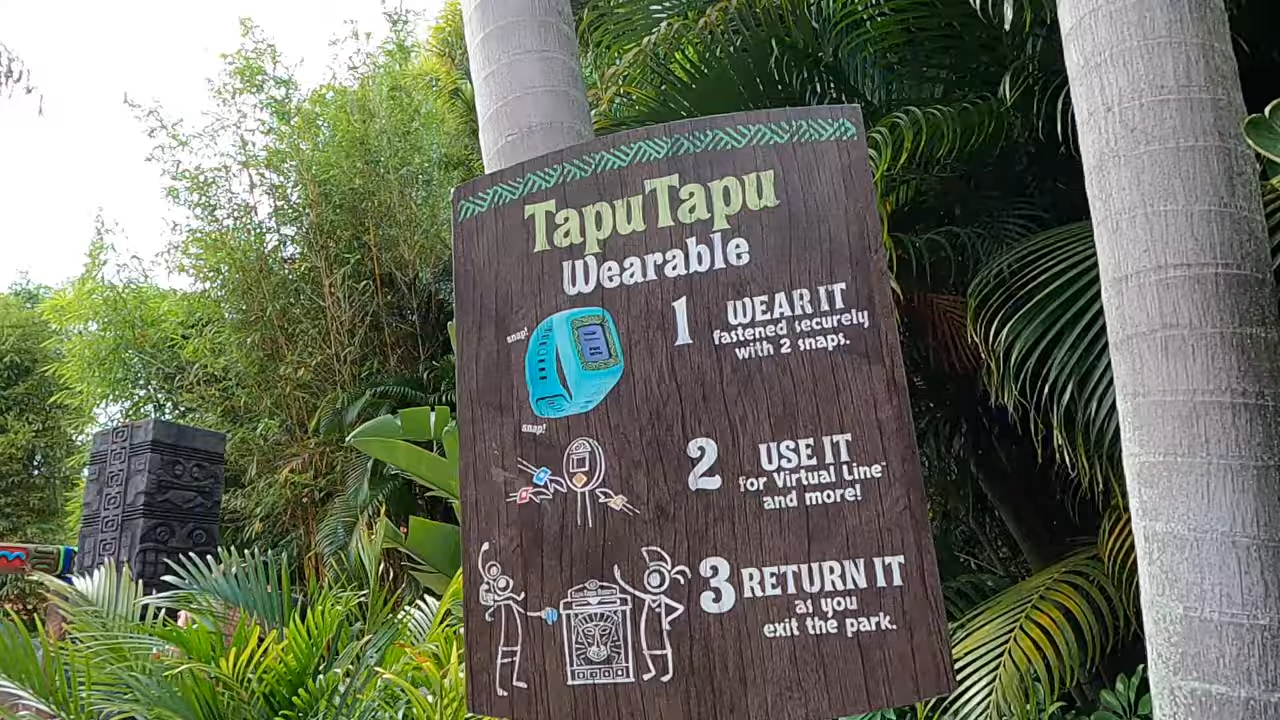 TapuTapu
Wearable
snap!
snap!
1 WEAR IT
fastened securely
with 2 snaps.
2 USE IT
for Virtual Line™
and more!
3 RETURN IT
as you
exit the park.